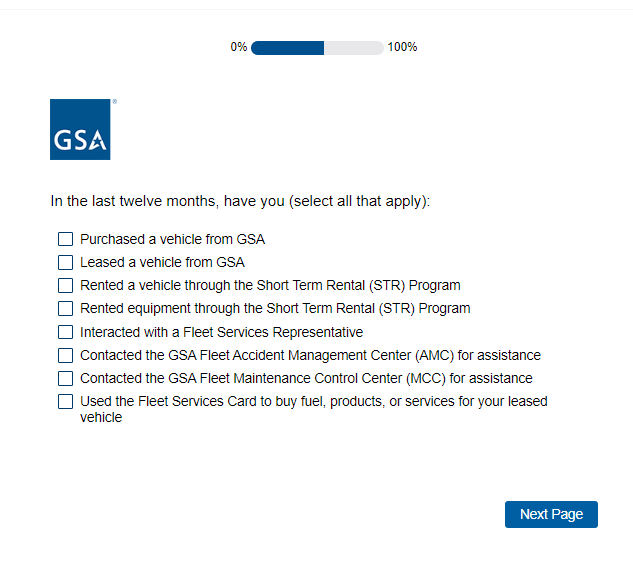 0% 100%
GSA
®
In the last twelve months, have you (select all that apply):
Purchased a vehicle from GSA
Leased a vehicle from GSA
Rented a vehicle through the Short Term Rental (STR) Program
Rented equipment through the Short Term Rental (STR) Program
Interacted with a Fleet Services Representative
Contacted the GSA Fleet Accident Management Center (AMC) for assistance
Contacted the GSA Fleet Maintenance Control Center (MCC) for assistance
Used the Fleet Services Card to buy fuel, products, or services for your leased
vehicle
Next Page